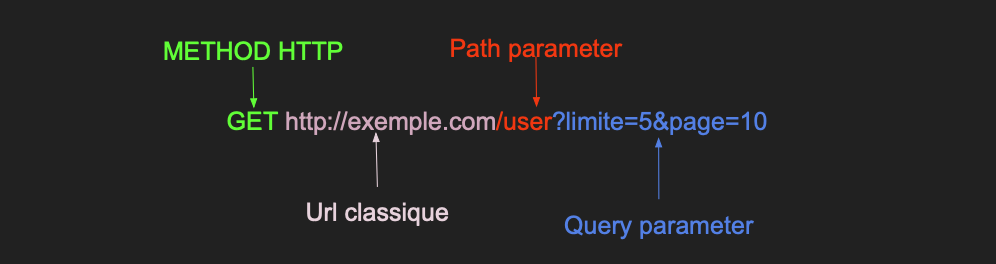 METHOD HTTP
Path parameter
GET http://exemple.com/user?limite=5&page=10
Url classique
Query parameter